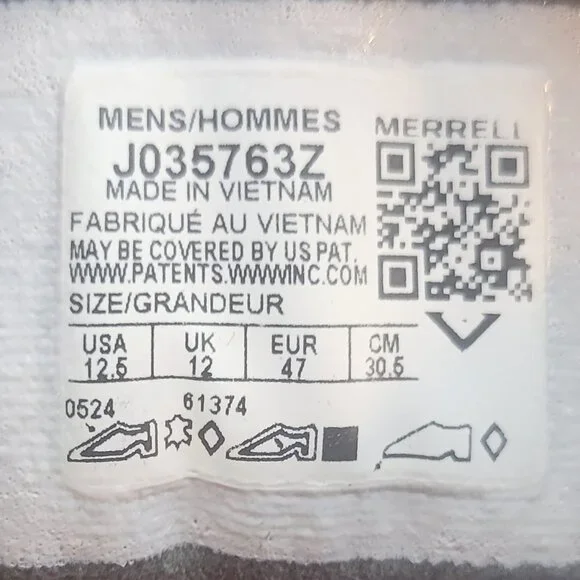 MENS/HOMMES
MERRELL
J035763Z
MADE IN VIETNAM
FABRIQUÉ AU VIETNAM
MAY BE COVERED BY US PAT.
WWW.PATENTS.WWWINC.COM
SIZE/GRANDEUR
USA UK EUR CM
12.5 12 47 30.5
0524 61374